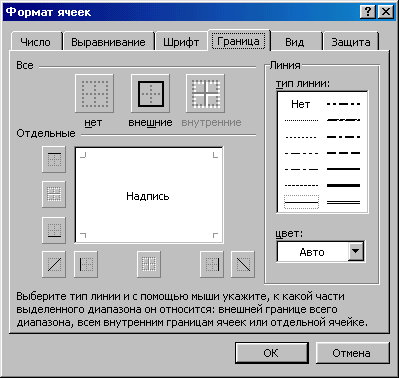 Формат ячеек
Число Выравнивание Шрифт Граница Вид Защита
Все
нет внешние внутренние
Отдельные
Надпись
Линия
тип линии:
Нет
цвет:
Авто
Выберите тип линии и с помощью мыши укажите, к какой части
выделенного диапазона он относится: внешней границе всего
диапазона, всем внутренним границам ячеек или отдельной ячейке.
ОК Отмена